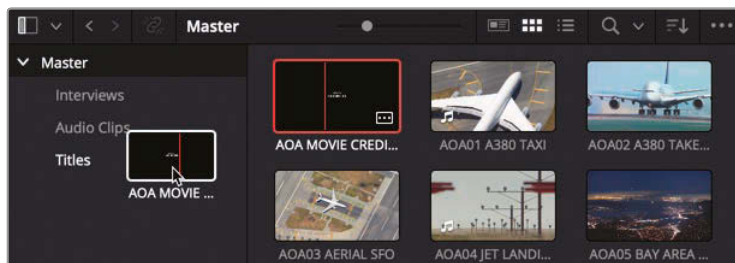 Master
Master
Interviews
Audio Clips
Titles
AOA MOVIE ...
AOA MOVIE CREDI...
AOA01 A380 TAXI
AOA02 A380 TAKE...
AOA03 AERIAL SFO
AOA04 JET LANDI...
AOA05 BAY AREA ...